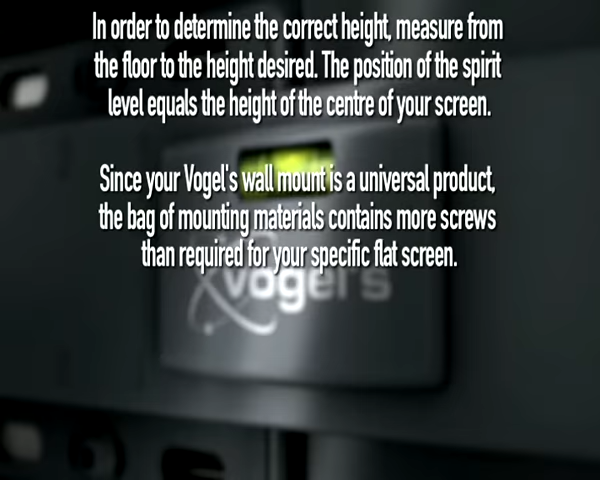 In order to determine the correct height, measure from
the floor to the height desired. The position of the spirit
level equals the height of the centre of your screen.
Since your Vogel's wall mount is a universal product,
the bag of mounting materials contains more screws
than required for your specific flat screen.
vogel's